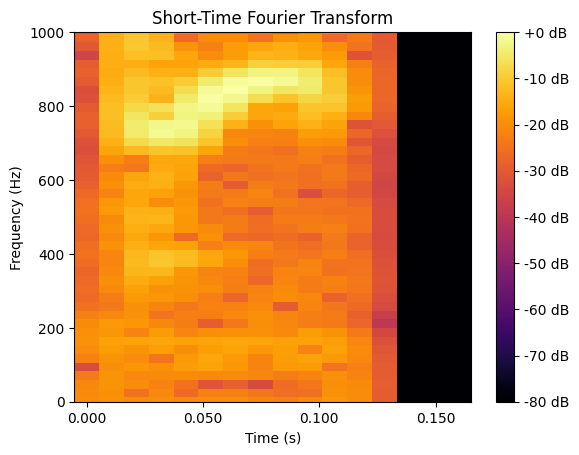 Short-Time Fourier Transform
1000
800
600
400
200
0
Frequency (Hz)
0.000
0.050
0.100
0.150
Time (s)
+0 dB
-10 dB
-20 dB
-30 dB
-40 dB
-50 dB
-60 dB
-70 dB
-80 dB